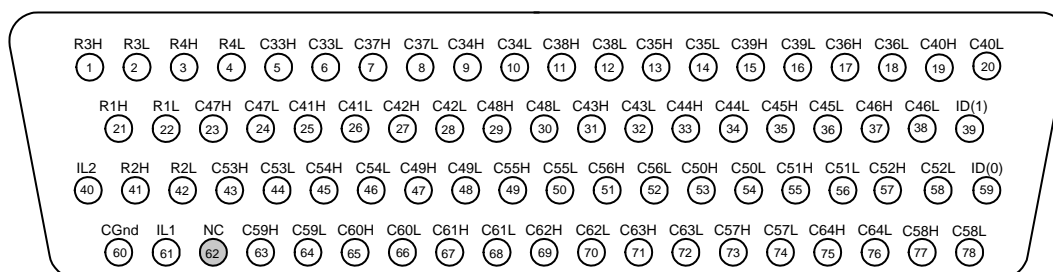 R3H R3L R4H R4L C33H C33L C37H C37L C34H C34L C38H C38L C35H C35L C39H C39L C36H C36L C40H C40L
1 2 3 4 5 6 7 8 9 10 11 12 13 14 15 16 17 18 19 20
R1H R1L C47H C47L C41H C41L C42H C42L C48H C48L C43H C43L C44H C44L C45H C45L C46H C46L ID(1)
21 22 23 24 25 26 27 28 29 30 31 32 33 34 35 36 37 38 39
IL2 R2H R2L C53H C53L C54H C54L C49H C49L C55H C55L C56H C56L C50H C50L C51H C51L C52H C52L ID(0)
40 41 42 43 44 45 46 47 48 49 50 51 52 53 54 55 56 57 58 59
CGnd IL1 NC C59H C59L C60H C60L C61H C61L C62H C62L C63H C63L C57H C57L C64H C64L C58H C58L
60 61 62 63 64 65 66 67 68 69 70 71 72 73 74 75 76 77 78